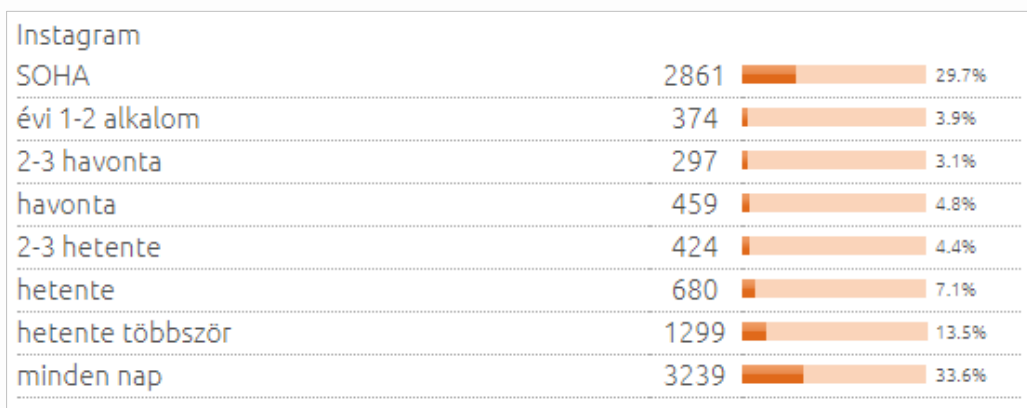 Instagram
SOHA 2861 29.7%
évi 1-2 alkalom 374 3.9%
2-3 havonta 297 3.1%
havonta 459 4.8%
2-3 hetente 424 4.4%
hetente 680 7.1%
hetente többször 1299 13.5%
minden nap 3239 33.6%